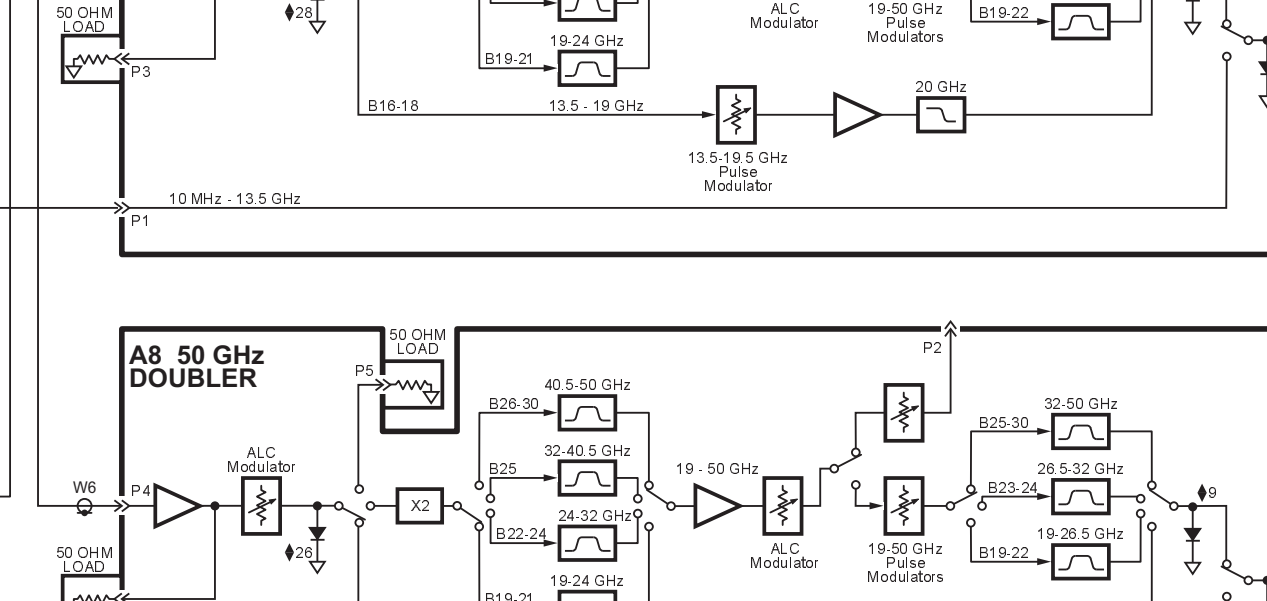 50 OHM
LOAD
P3
28
ALC
Modulator
19-50 GHz
Pulse
Modulators
B19-22
19-24 GHz
B19-21
B16-18
13.5 - 19 GHz
20 GHz
13.5-19.5 GHz
Pulse
Modulator
10 MHz - 13.5 GHz
P1
A8 50 GHz
DOUBLER
50 OHM
LOAD
P5
P2
40.5-50 GHz
B26-30
32-50 GHz
B25-30
ALC
Modulator
32-40.5 GHz
B25
19 - 50 GHz
26.5-32 GHz
B23-24
W6
P4
X2
24-32 GHz
B22-24
9
26
ALC
Modulator
19-50 GHz
Pulse
Modulators
19-26.5 GHz
B19-22
50 OHM
LOAD
19-24 GHz
B19-21